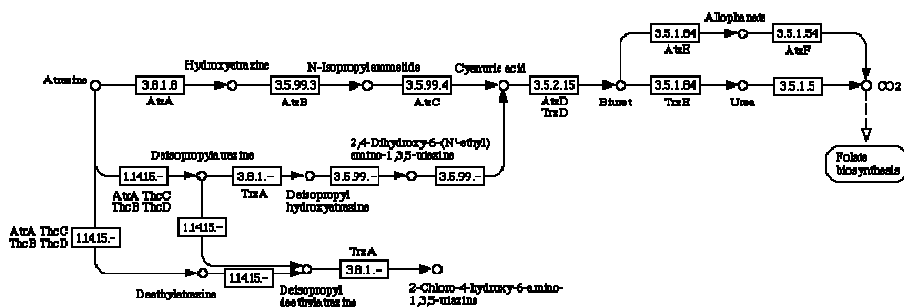 Allophanate
3.5.1.84
3.5.1.54
AtzE
AtzF
Hydroxyatrazine
N-Isopropylammelide
Cyanuric acid
Atrazine
3.8.1.8
3.5.99.3
3.5.99.4
3.5.2.15
3.5.1.84
3.5.1.5
CO2
AtzA
AtzB
AtzC
AtzD
TrzD
Biuret
TrzE
Urea
2,4-Dihydroxy-6-(N'-ethyl)
amino-1,3,5-triazine
Deisopropylatrazine
Folate
biosynthesis
1.14.15.-
3.8.1.-
3.5.99.-
3.5.99.-
AtrA ThcC
ThcB ThcD
TrzA
Deisopropyl
hydroxyatrazine
1.14.15.-
AtrA ThcC
ThcB ThcD
1.14.15.-
TrzA
1.14.15.-
3.8.1.-
Deethylatrazine
Deisopropyl
deethylatrazine
2-Chloro-4-hydroxy-6-amino-
1,3,5-triazine